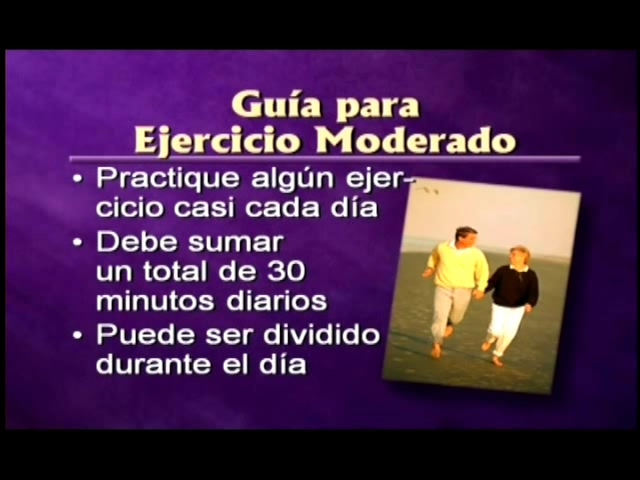 Guía para
Ejercicio Moderado
• Practique algún ejer-
cicio casi cada día
• Debe sumar
un total de 30
minutos diarios
• Puede ser dividido
durante el día